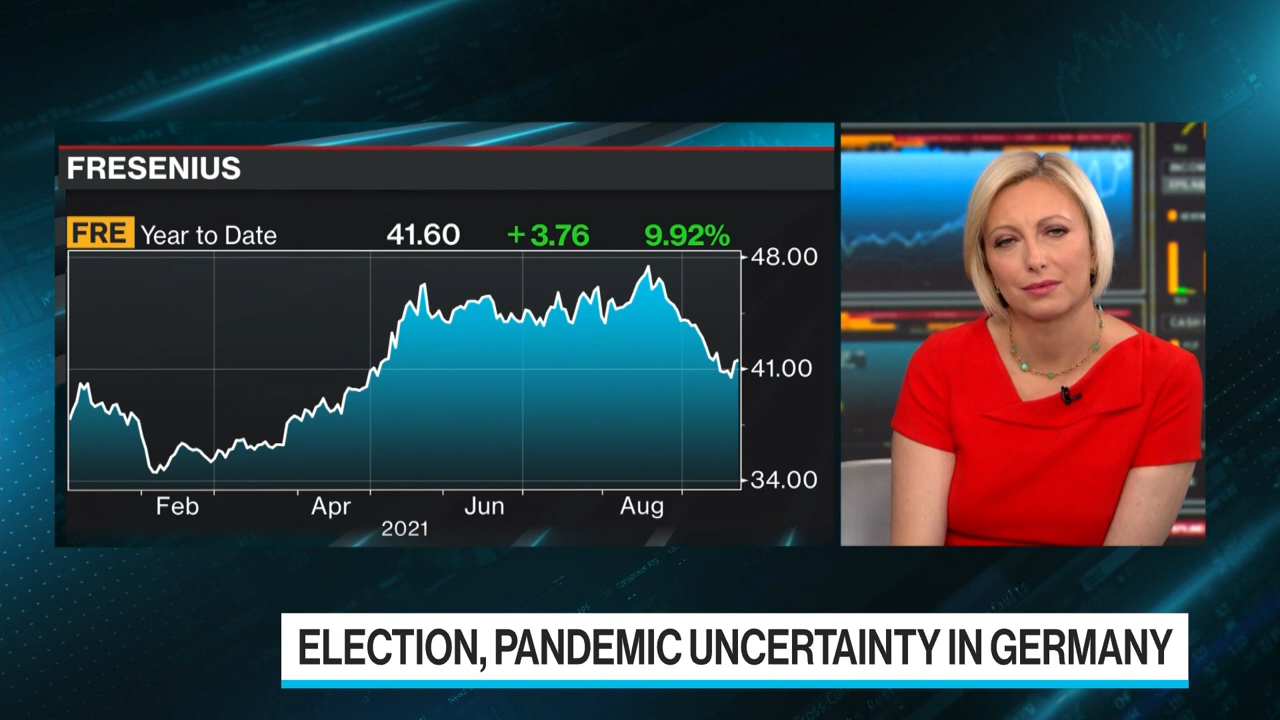 FRESENIUS
FRE Year to Date 41.60 +3.76 9.92%
48.00
41.00
34.00
Feb Apr Jun Aug
2021
ELECTION, PANDEMIC UNCERTAINTY IN GERMANY